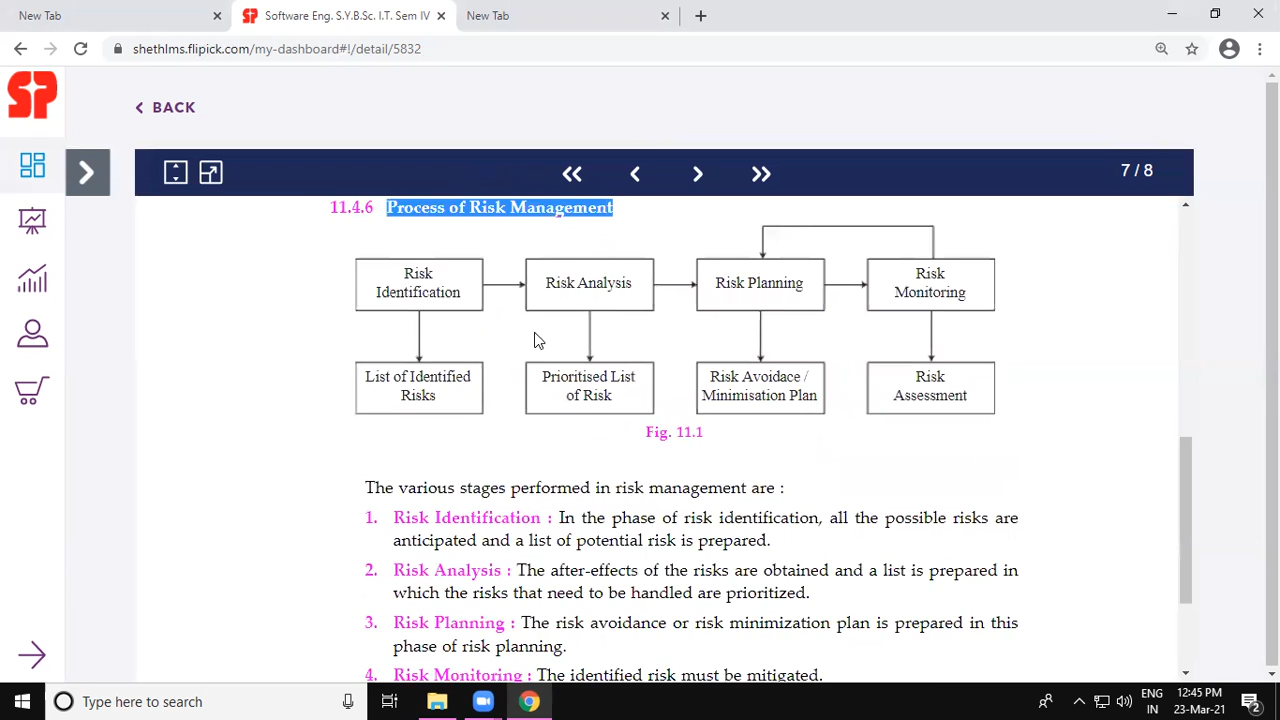 New Tab
Software Eng. S.Y.B.Sc. I.T. Sem IV
New Tab
shethlms.flipick.com/my-dashboard#!/detail/5832
SP
BACK
7 / 8
11.4.6 Process of Risk Management
Risk
Identification
Risk Analysis
Risk Planning
Risk
Monitoring
List of Identified
Risks
Prioritised List
of Risk
Risk Avoidace /
Minimisation Plan
Risk
Assessment
Fig. 11.1
The various stages performed in risk management are :
1. Risk Identification : In the phase of risk identification, all the possible risks are
anticipated and a list of potential risk is prepared.
2. Risk Analysis : The after-effects of the risks are obtained and a list is prepared in
which the risks that need to be handled are prioritized.
3. Risk Planning : The risk avoidance or risk minimization plan is prepared in this
phase of risk planning.
4. Risk Monitoring : The identified risk must be mitigated.
Type here to search
ENG
IN
12:45 PM
23-Mar-21
2